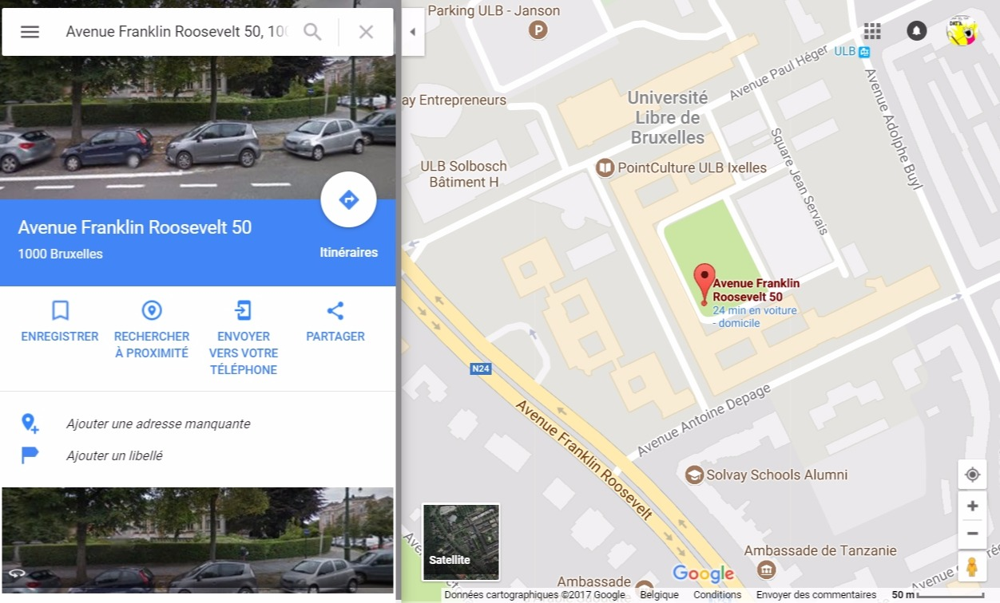 Avenue Franklin Roosevelt 50, 100
Avenue Franklin Roosevelt 50
1000 Bruxelles
Itinéraires
ENREGISTRER
RECHERCHER
À PROXIMITÉ
ENVOYER
VERS VOTRE
TÉLÉPHONE
PARTAGER
Ajouter une adresse manquante
Ajouter un libellé
Parking ULB - Janson
P
ULB
Avenue Paul Héger
Avenue Adolphe Buyl
ay Entrepreneurs
Université
Libre de
Bruxelles
Square Jean Servais
PointCulture ULB Ixelles
ULB Solbosch
Bâtiment H
Avenue Franklin
Roosevelt 50
24 min en voiture
- domicile
N24
Avenue Antoine Depage
Avenue Franklin Roosevelt
Solvay Schools Alumni
Ambassade de Tanzanie
Ambassade
Ave
Avenue
Satellite
Google
Données cartographiques ©2017 Google Belgique Conditions Envoyer des commentaires 50 m